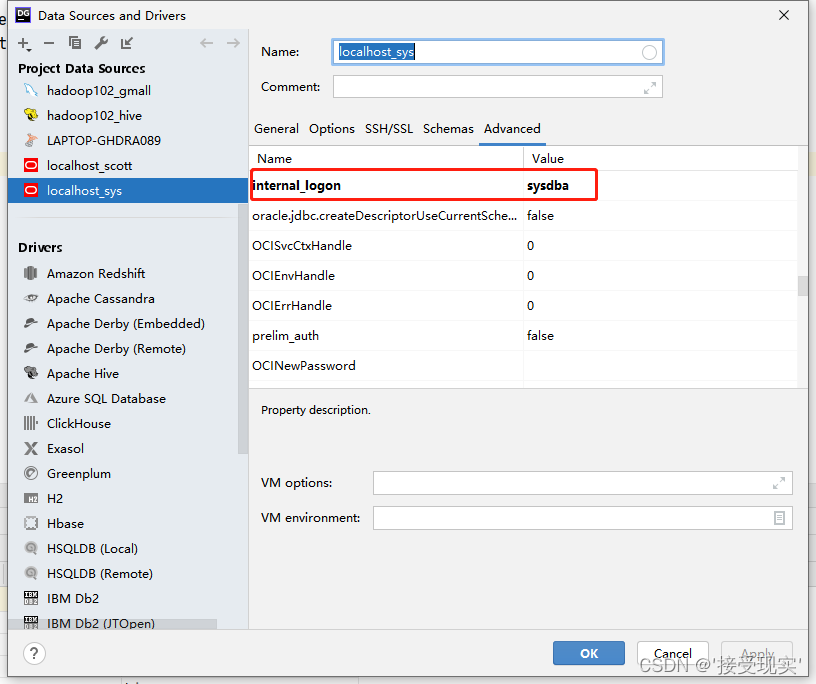 Data Sources and Drivers
Project Data Sources
hadoop102_gmall
hadoop102_hive
LAPTOP-GHDRA089
localhost_scott
localhost_sys
Drivers
Amazon Redshift
Apache Cassandra
Apache Derby (Embedded)
Apache Derby (Remote)
Apache Hive
Azure SQL Database
ClickHouse
Exasol
Greenplum
H2
Hbase
HSQLDB (Local)
HSQLDB (Remote)
IBM Db2
IBM Db2 (JTOpen)
Name: localhost_sys
Comment:
General Options SSH/SSL Schemas Advanced
Name Value
internal_logon sysdba
oracle.jdbc.createDescriptorUseCurrentSche... false
OCISvcCtxHandle 0
OCIEnvHandle 0
OCIErrHandle 0
prelim_auth false
OCINewPassword
Property description.
VM options:
VM environment:
? OK Cancel Apply
CSDN @'接受现实'